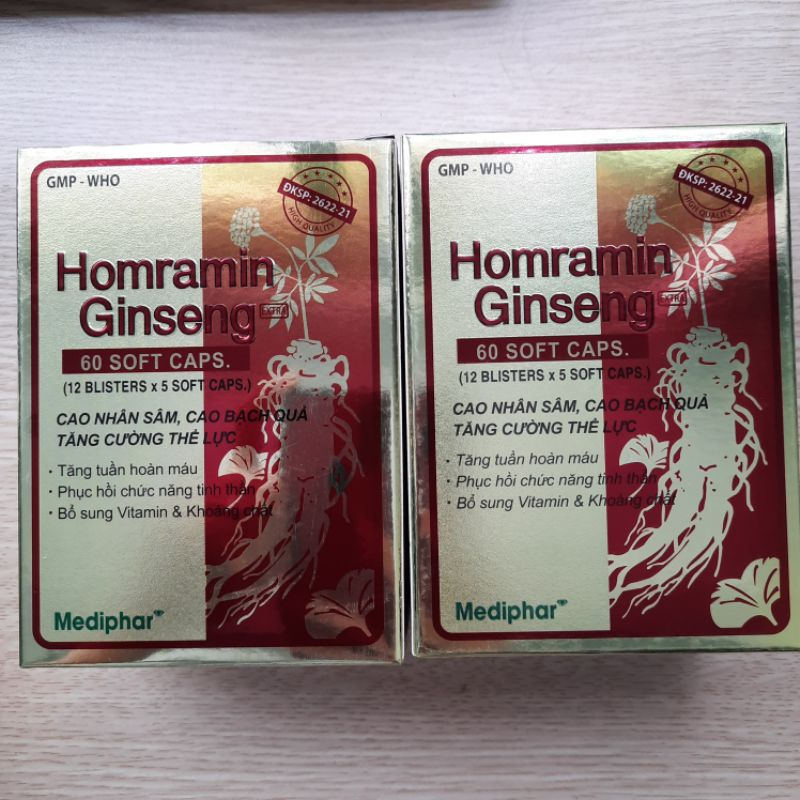 GMP - WHO
ĐKSP: 2622-21
HIGH QUALITY
Homramin
Ginseng EXTRA
60 SOFT CAPS.
(12 BLISTERS x 5 SOFT CAPS.)
CAO NHÂN SÂM, CAO BẠCH QUẢ
TĂNG CƯỜNG THỂ LỰC
· Tăng tuần hoàn máu
· Phục hồi chức năng tinh thần
· Bổ sung Vitamin & Khoáng chất
Mediphar
GMP - WHO
ĐKSP: 2622-21
HIGH QUALITY
Homramin
Ginseng EXTRA
60 SOFT CAPS.
(12 BLISTERS x 5 SOFT CAPS.)
CAO NHÂN SÂM, CAO BẠCH QUẢ
TĂNG CƯỜNG THỂ LỰC
· Tăng tuần hoàn máu
· Phục hồi chức năng tinh thần
· Bổ sung Vitamin & Khoáng chất
Mediphar